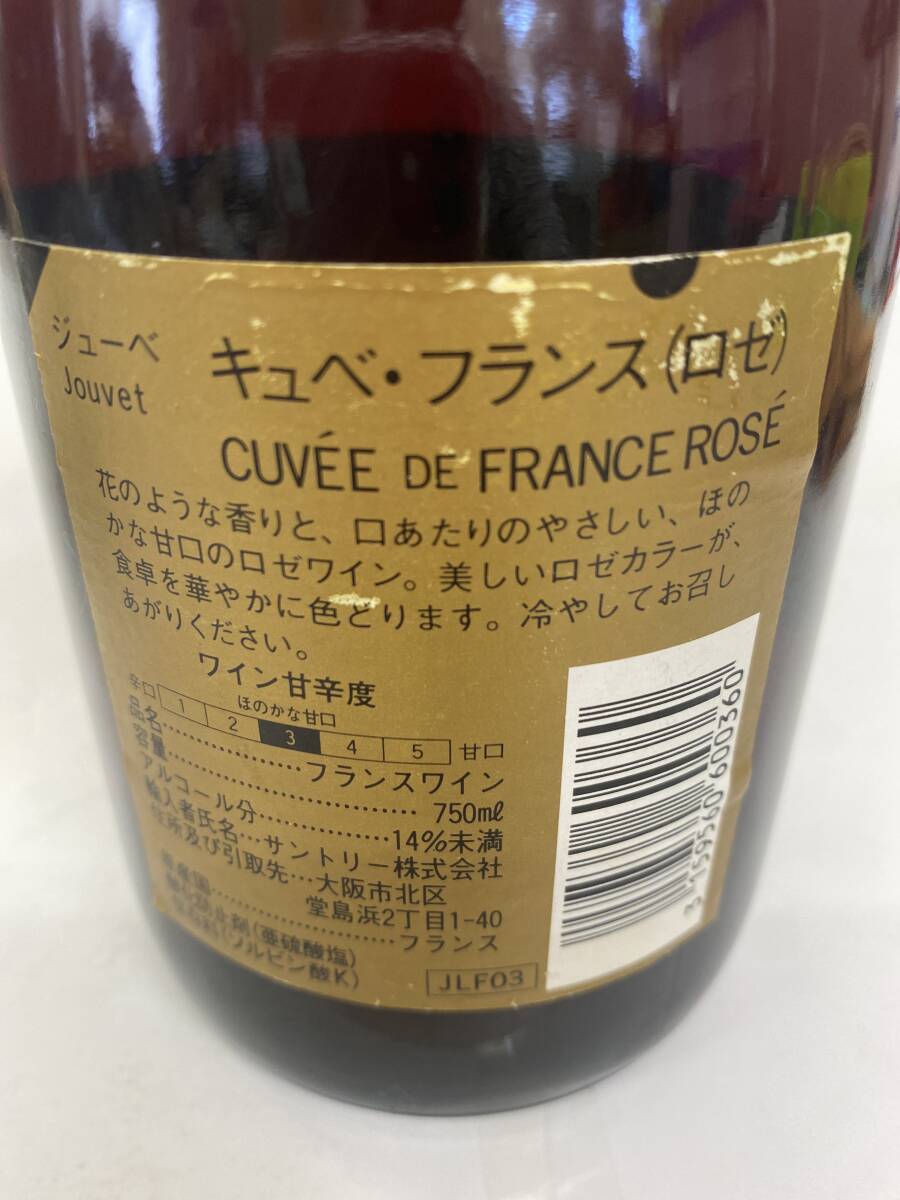 ジューベ
Jouvet
キュベ・フランス(ロゼ)
CUVÉE DE FRANCE ROSÉ
花のような香りと、口あたりのやさしい、ほの
かな甘口のロゼワイン。美しいロゼカラーが、
食卓を華やかに色どります。冷やしてお召し
あがりください。
ワイン甘辛度
ほのかな甘口
辛口 1 2 3 4 5 甘口
品名……………フランスワイン
容量……………………750㎖
アルコール分……………14%未満
輸入者氏名…サントリー株式会社
住所及び引取先…大阪市北区
堂島浜2丁目1-40
原産国……………………フランス
酸化防止剤(亜硫酸塩)
(ソルビン酸K)
JLF03
3 159560 600360